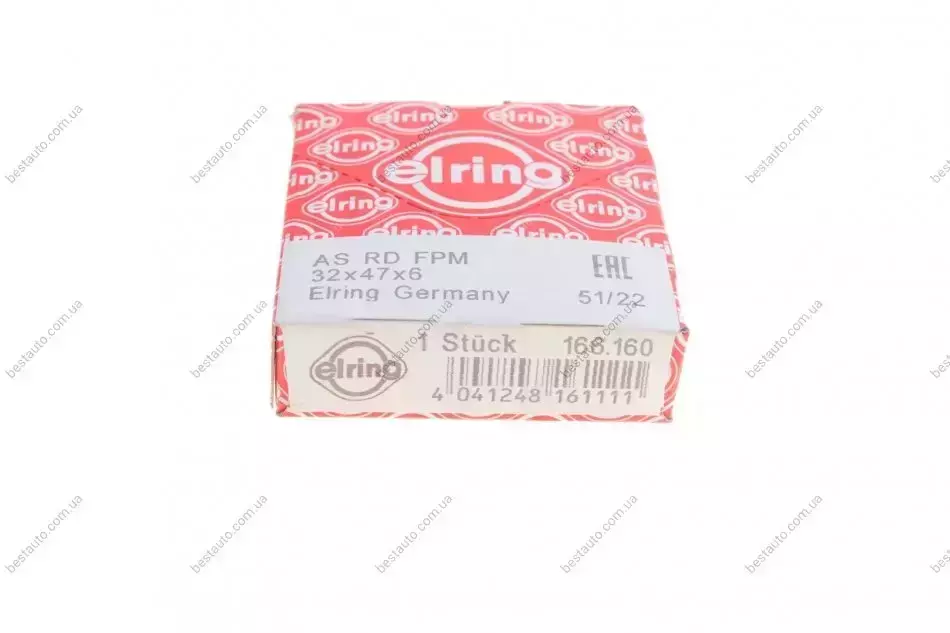 elring
AS RD FPM
32x47x6
Elring Germany
EAC
51/22
1 Stück
166.160
elring
4 041248 161111
bestauto.com.ua